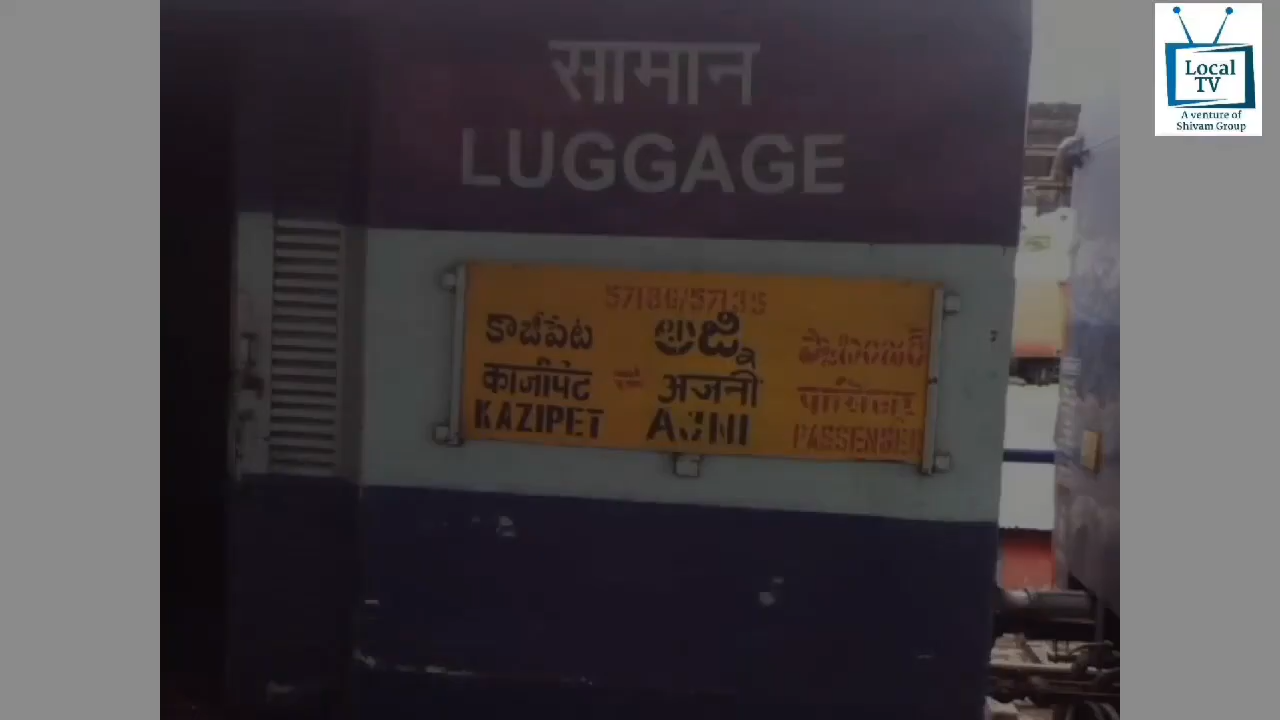 सामान
LUGGAGE
57136/57135
కాజీపేట అజ్ని
काजीपेट अजनी
KAZIPET AJNI PASSENGER
Local
TV
A venture of
Shivam Group